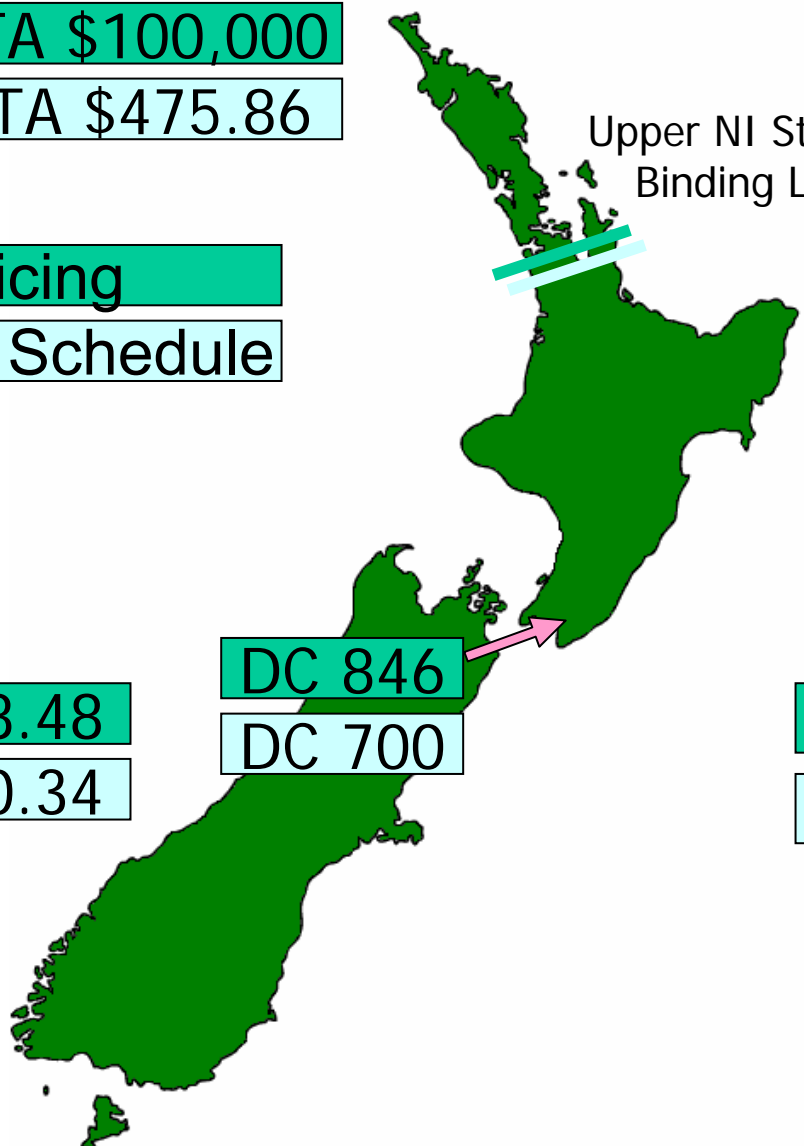 TA $100,000
TA $475.86
Upper NI St
Binding L
icing
Schedule
DC 846
DC 700
3.48
0.34